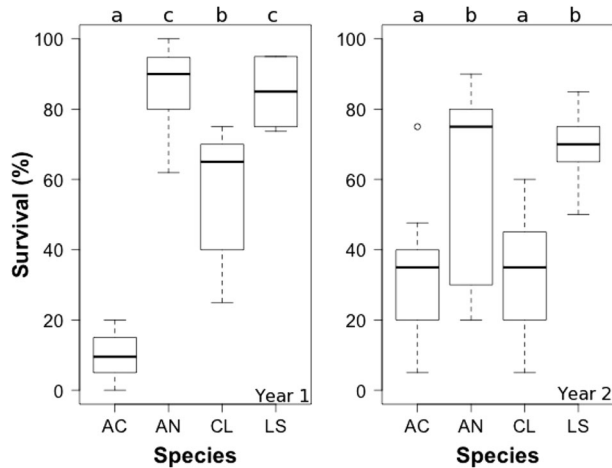 a c b c
a b a b
Survival (%)
100
80
60
40
20
0
100
80
60
40
20
0
Year 1
Year 2
AC AN CL LS
AC AN CL LS
Species
Species